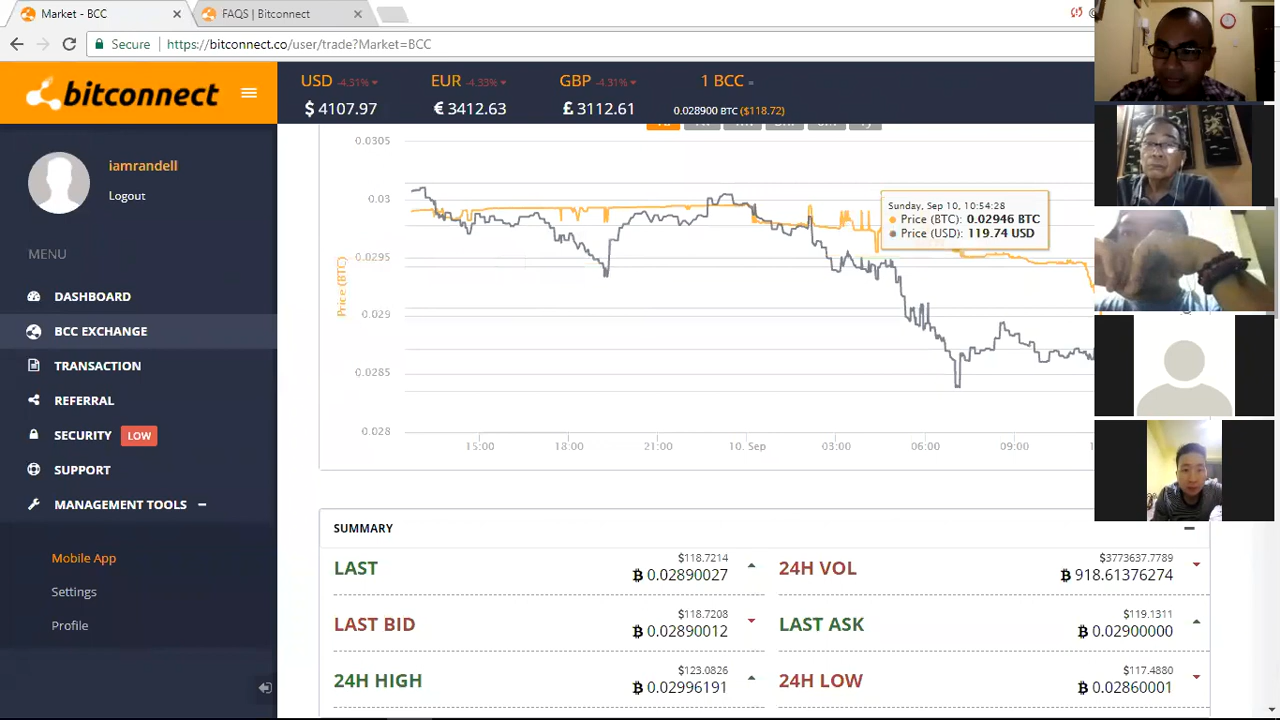 Market - BCC
FAQS | Bitconnect
Secure
https://bitconnect.co/user/trade?Market=BCC
bitconnect
USD -4.31%
$ 4107.97
EUR -4.33%
€ 3412.63
GBP -4.31%
£ 3112.61
1 BCC =
0.028900 BTC ($118.72)
iamrandell
Logout
MENU
DASHBOARD
BCC EXCHANGE
TRANSACTION
REFERRAL
SECURITY LOW
SUPPORT
MANAGEMENT TOOLS
Mobile App
Settings
Profile
Price (BTC)
0.0305
0.03
0.0295
0.029
0.0285
0.028
Sunday, Sep 10, 10:54:28
Price (BTC): 0.02946 BTC
Price (USD): 119.74 USD
15:00 18:00 21:00 10. Sep 03:00 06:00 09:00
SUMMARY
LAST
$118.7214
0.02890027
24H VOL
$3773637.7789
918.61376274
LAST BID
$118.7208
0.02890012
LAST ASK
$119.1311
0.02900000
24H HIGH
$123.0826
0.02996191
24H LOW
$117.4880
0.02860001